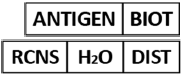 ANTIGEN BIOT
RCNS H₂O DIST